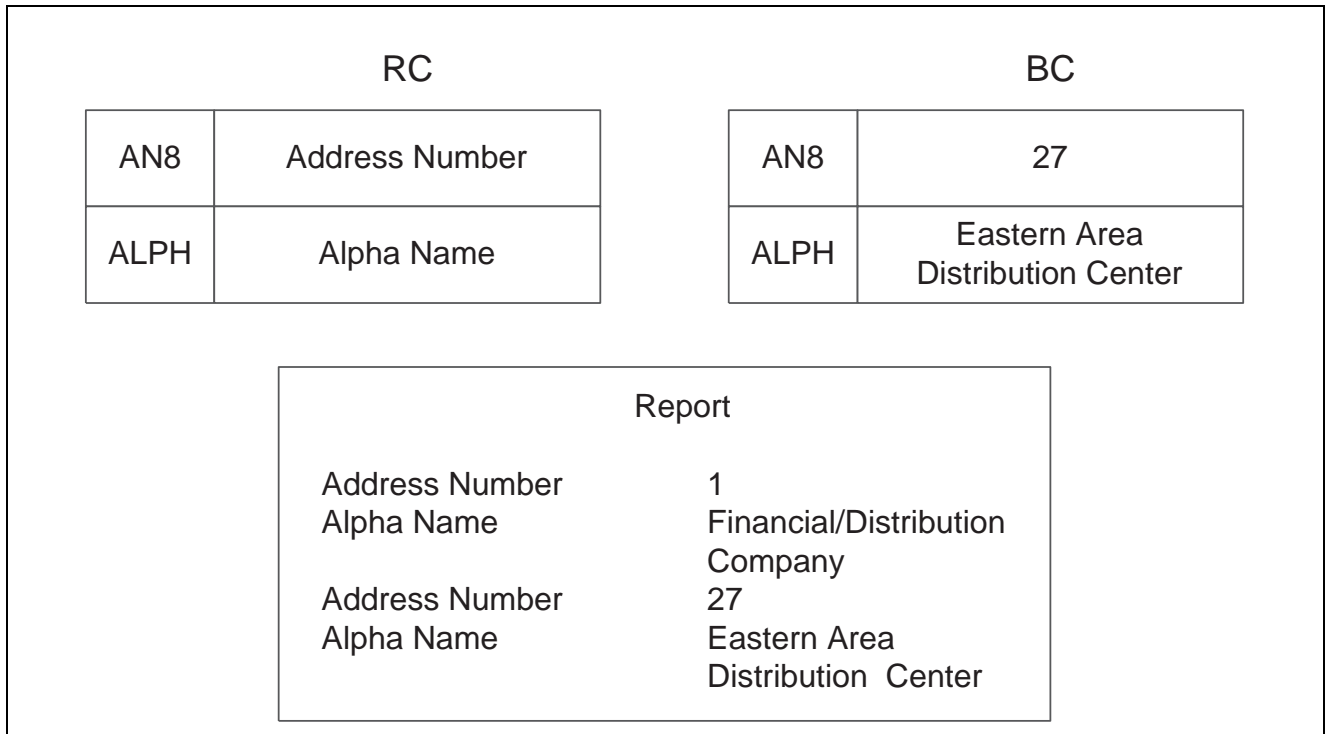 RC
AN8 Address Number
ALPH Alpha Name
BC
AN8 27
ALPH Eastern Area
Distribution Center
Report
Address Number 1
Alpha Name Financial/Distribution
Company
Address Number 27
Alpha Name Eastern Area
Distribution Center